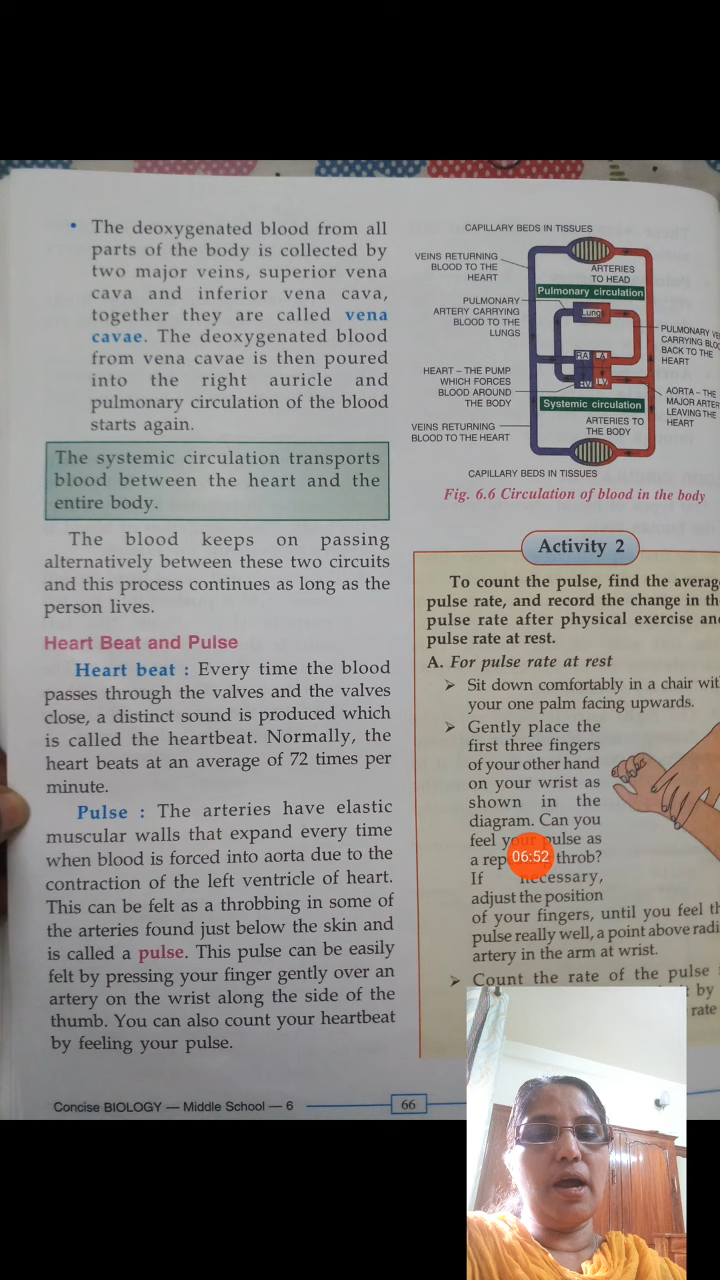 • The deoxygenated blood from all
parts of the body is collected by
two major veins, superior vena
cava and inferior vena cava,
together they are called vena
cavae. The deoxygenated blood
from vena cavae is then poured
into the right auricle and
pulmonary circulation of the blood
starts again.
The systemic circulation transports
blood between the heart and the
entire body.
The blood keeps on passing
alternatively between these two circuits
and this process continues as long as the
person lives.
Heart Beat and Pulse
Heart beat : Every time the blood
passes through the valves and the valves
close, a distinct sound is produced which
is called the heartbeat. Normally, the
heart beats at an average of 72 times per
minute.
Pulse : The arteries have elastic
muscular walls that expand every time
when blood is forced into aorta due to the
contraction of the left ventricle of heart.
This can be felt as a throbbing in some of
the arteries found just below the skin and
is called a pulse. This pulse can be easily
felt by pressing your finger gently over an
artery on the wrist along the side of the
thumb. You can also count your heartbeat
by feeling your pulse.
CAPILLARY BEDS IN TISSUES
VEINS RETURNING
BLOOD TO THE
HEART
ARTERIES
TO HEAD
Pulmonary circulation
PULMONARY
ARTERY CARRYING
BLOOD TO THE
LUNGS
Lung
PULMONARY
CARRYING
BACK TO THE
HEART
RA LA
RV LV
HEART – THE PUMP
WHICH FORCES
BLOOD AROUND
THE BODY
AORTA – THE
MAJOR
LEAVING THE
HEART
Systemic circulation
ARTERIES TO
THE BODY
VEINS RETURNING
BLOOD TO THE HEART
CAPILLARY BEDS IN TISSUES
Fig. 6.6 Circulation of blood in the body
Activity 2
To count the pulse, find the
pulse rate, and record the change in
pulse rate after physical exercise
pulse rate at rest.
A. For pulse rate at rest
➢ Sit down comfortably in a chair
your one palm facing upwards.
➢ Gently place the
first three fingers
of your other hand
on your wrist as
shown in the
diagram. Can you
feel your pulse as
a throb?
06:52
If necessary,
adjust the position
of your fingers, until you feel
pulse really well, a point above
artery in the arm at wrist.
➢ Count the rate of the pulse
by
rate
Concise BIOLOGY — Middle School — 6
66